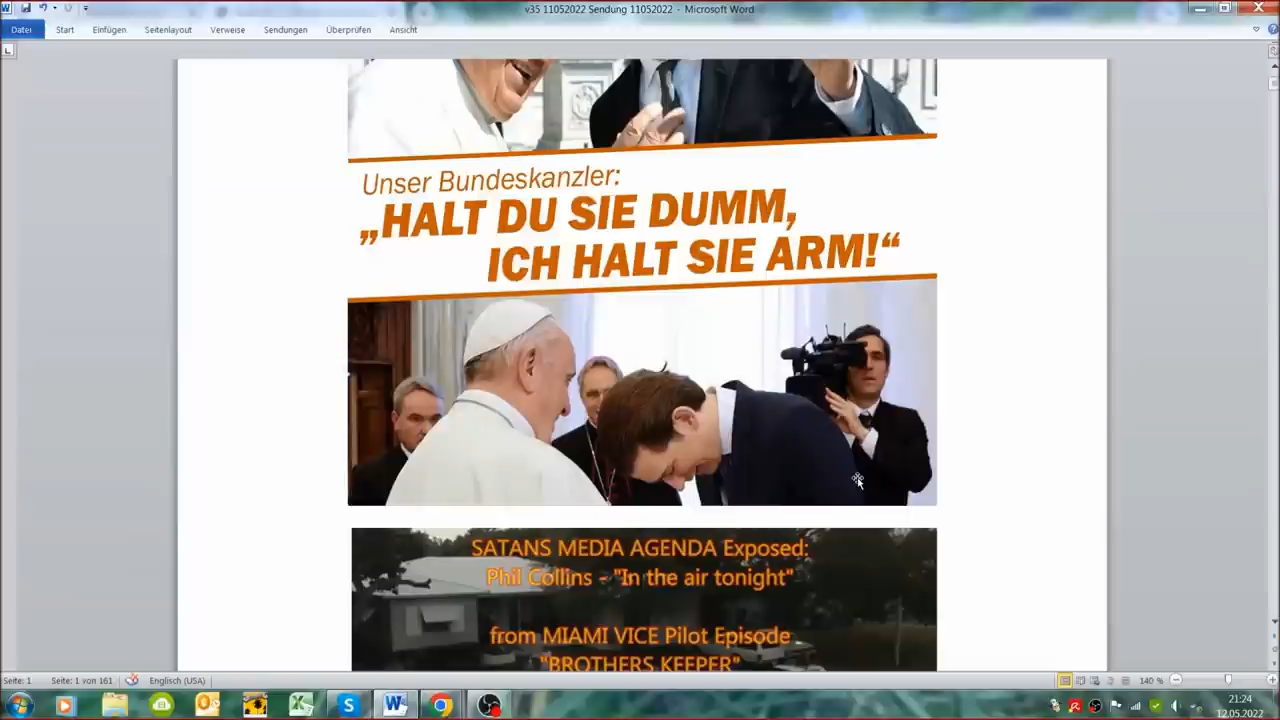 v35 11052022 Sendung 11052022 - Microsoft Word
Datei Start Einfügen Seitenlayout Verweise Sendungen Überprüfen Ansicht
Unser Bundeskanzler:
„HALT DU SIE DUMM,
ICH HALT SIE ARM!“
SATANS MEDIA AGENDA Exposed:
Phil Collins - "In the air tonight"
from MIAMI VICE Pilot Episode
"BROTHERS KEEPER"
Seite: 1 Seite: 1 von 161 Englisch (USA) 140 %
21:24
12.05.2022